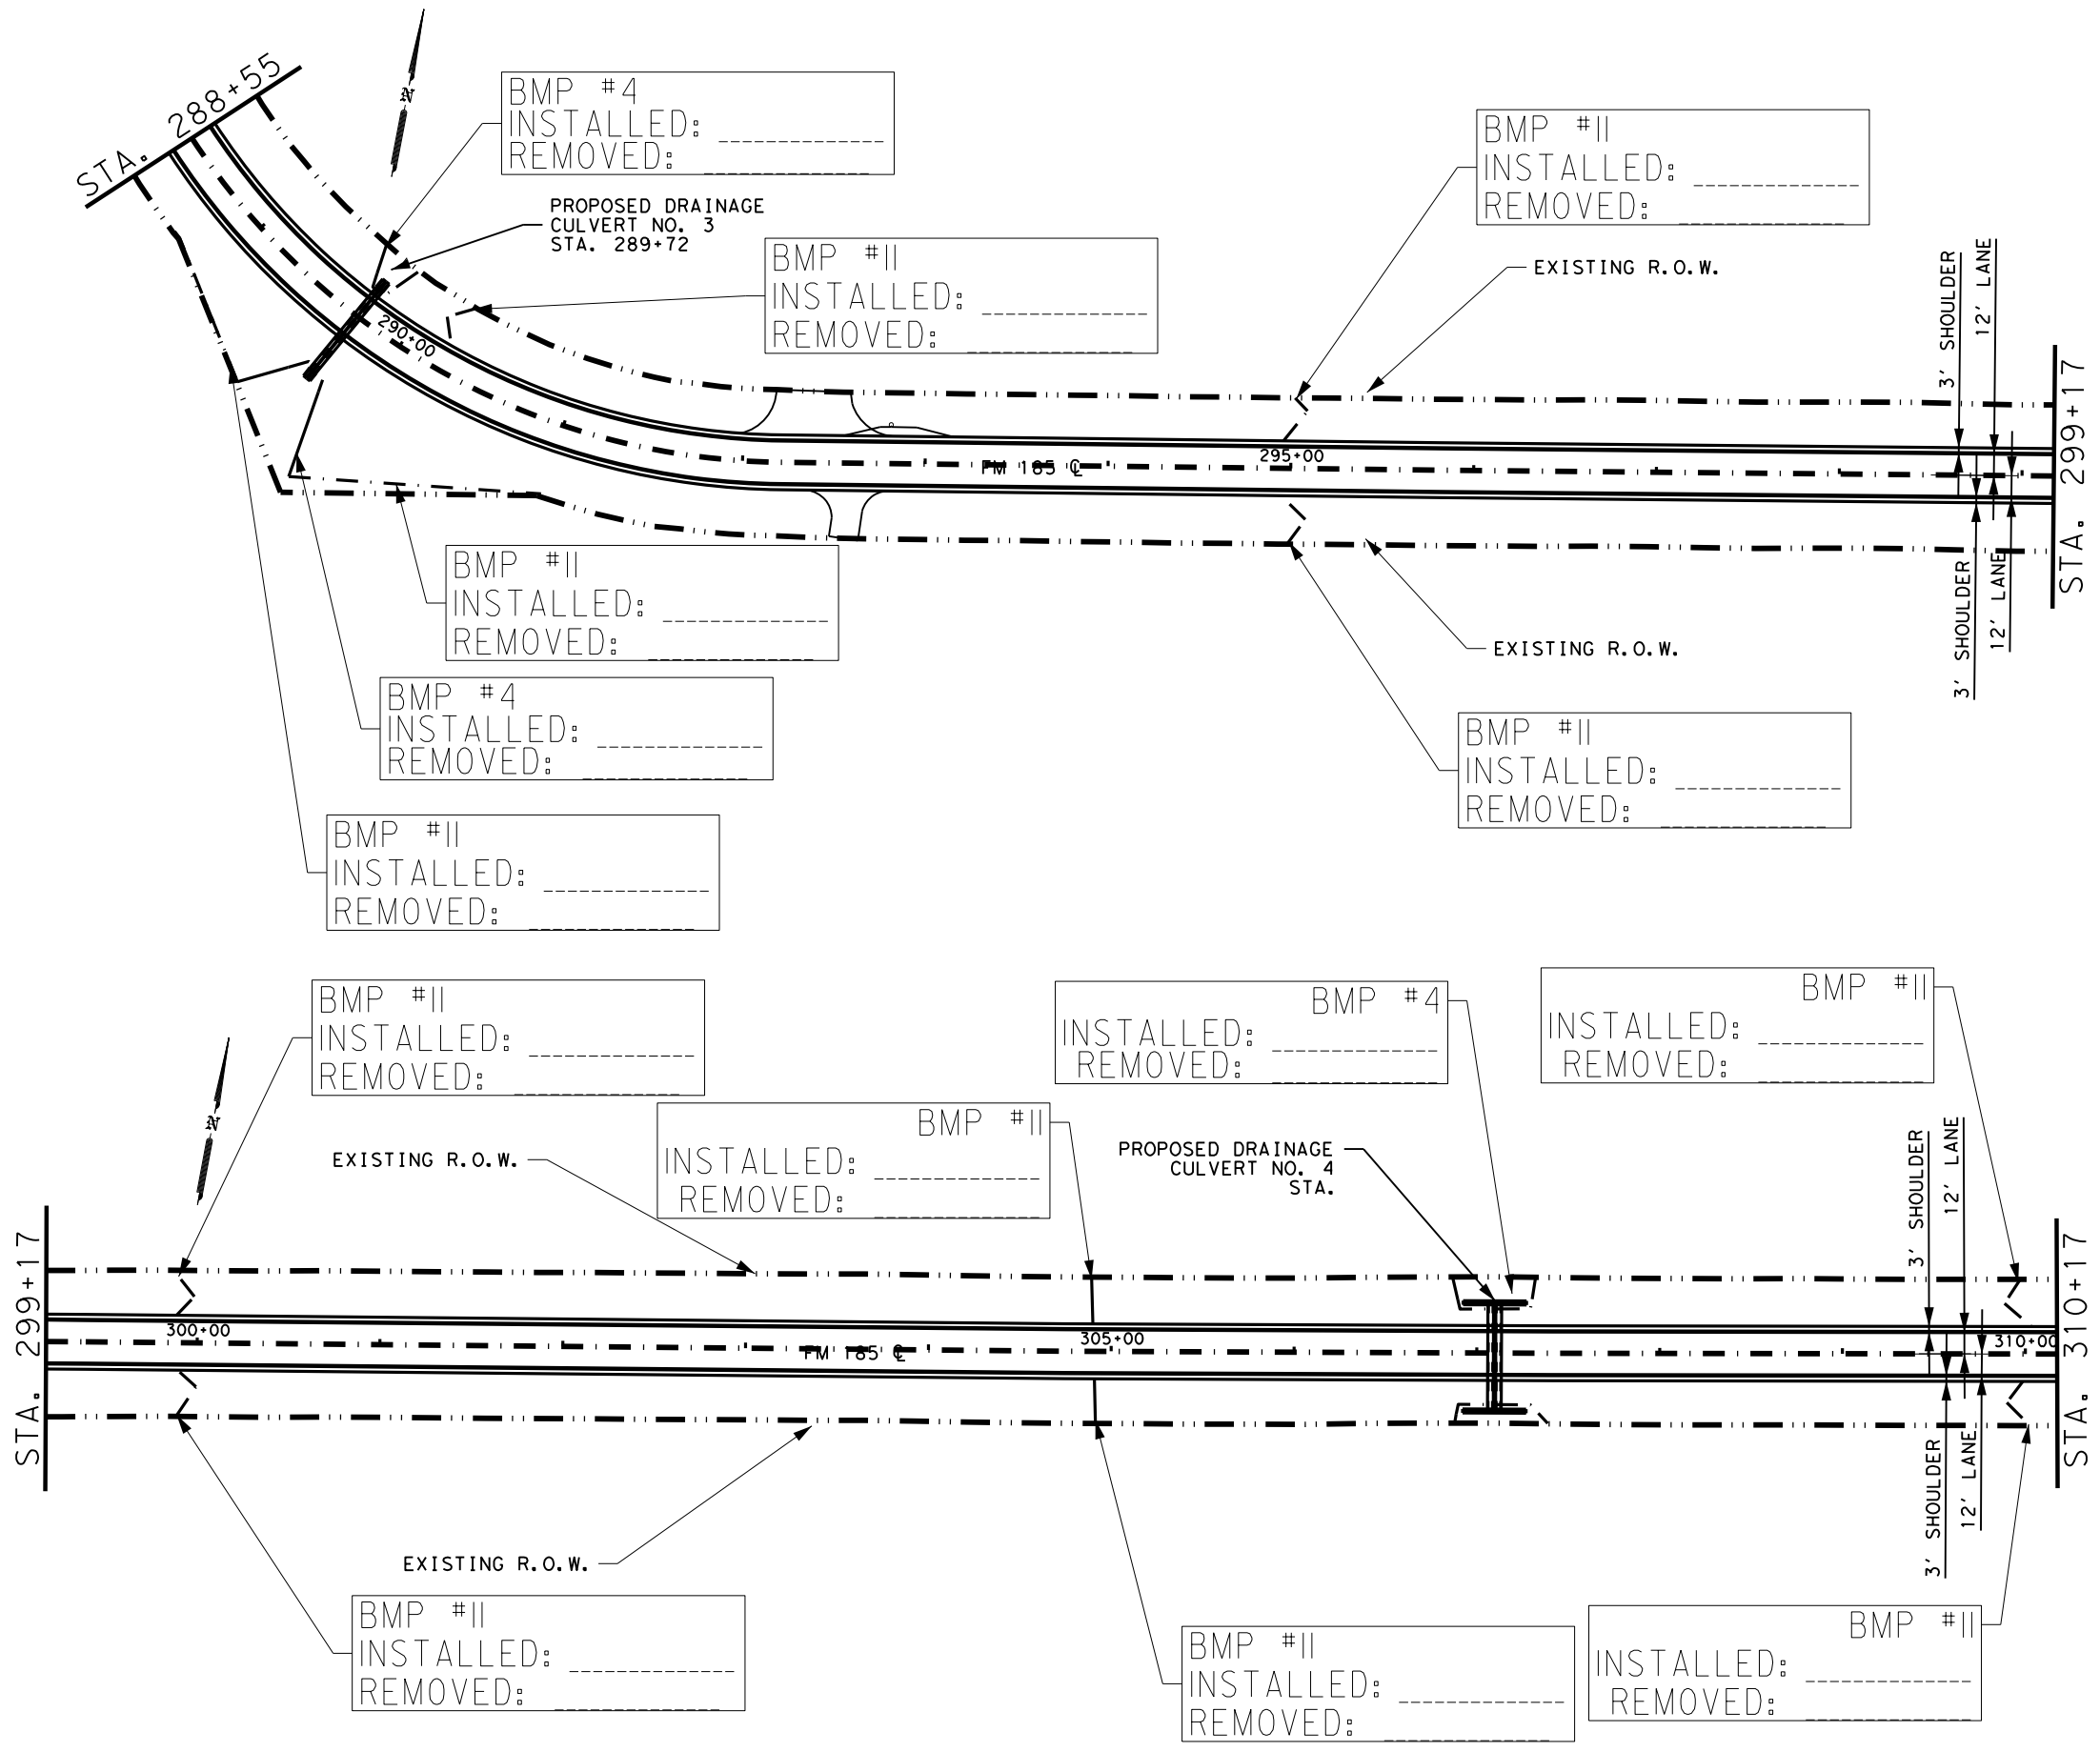 STA. 288+55
N
BMP #11
INSTALLED:
REMOVED:
BMP #4
INSTALLED:
REMOVED:
PROPOSED DRAINAGE
CULVERT NO. 3
STA. 289+72
BMP #11
INSTALLED:
REMOVED:
EXISTING R.O.W.
3' SHOULDER
12' LANE
290+00
FM 185 ℄
295+00
STA. 299+17
3' SHOULDER
12' LANE
BMP #11
INSTALLED:
REMOVED:
EXISTING R.O.W.
BMP #4
INSTALLED:
REMOVED:
BMP #11
INSTALLED:
REMOVED:
BMP #11
INSTALLED:
REMOVED:
BMP #11
INSTALLED:
REMOVED:
BMP #4
INSTALLED:
REMOVED:
BMP #11
INSTALLED:
REMOVED:
N
EXISTING R.O.W.
BMP #11
INSTALLED:
REMOVED:
PROPOSED DRAINAGE
CULVERT NO. 4
STA.
3' SHOULDER
12' LANE
STA. 299+17
300+00
FM 185 ℄
305+00
310+00
STA. 310+17
3' SHOULDER
12' LANE
EXISTING R.O.W.
BMP #11
INSTALLED:
REMOVED:
BMP #11
INSTALLED:
REMOVED:
BMP #11
INSTALLED:
REMOVED: